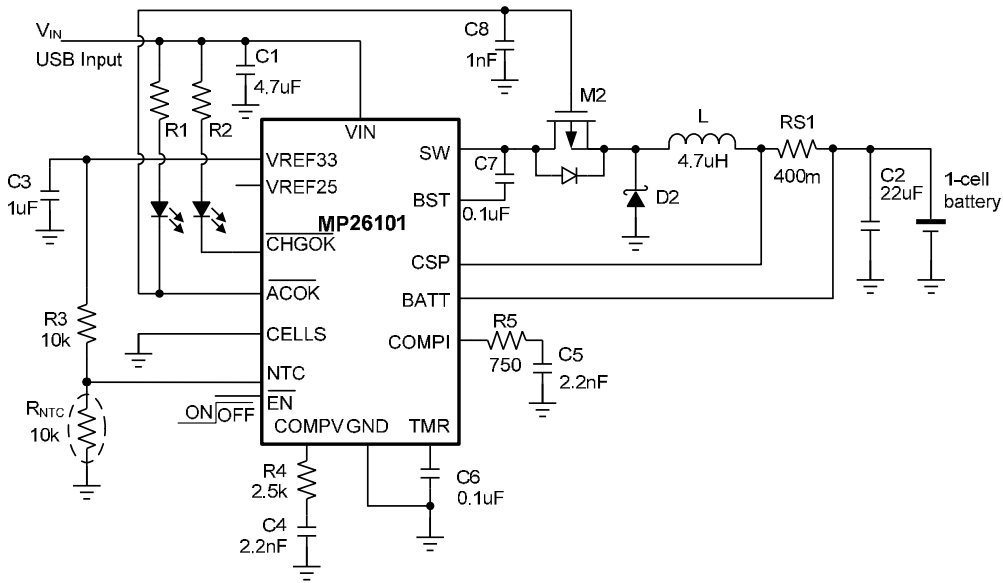 VIN
USB Input
C1
4.7uF
C8
1nF
M2
R1
R2
VIN
L
4.7uH
RS1
400m
C2
22uF
1-cell
battery
C3
1uF
VREF33
VREF25
MP26101
SW
C7
0.1uF
BST
D2
CHGOK
CSP
ACOK
BATT
R3
10k
CELLS
COMPI
R5
750
C5
2.2nF
NTC
EN
ON OFF
RNTC
10k
COMPV GND TMR
R4
2.5k
C6
0.1uF
C4
2.2nF